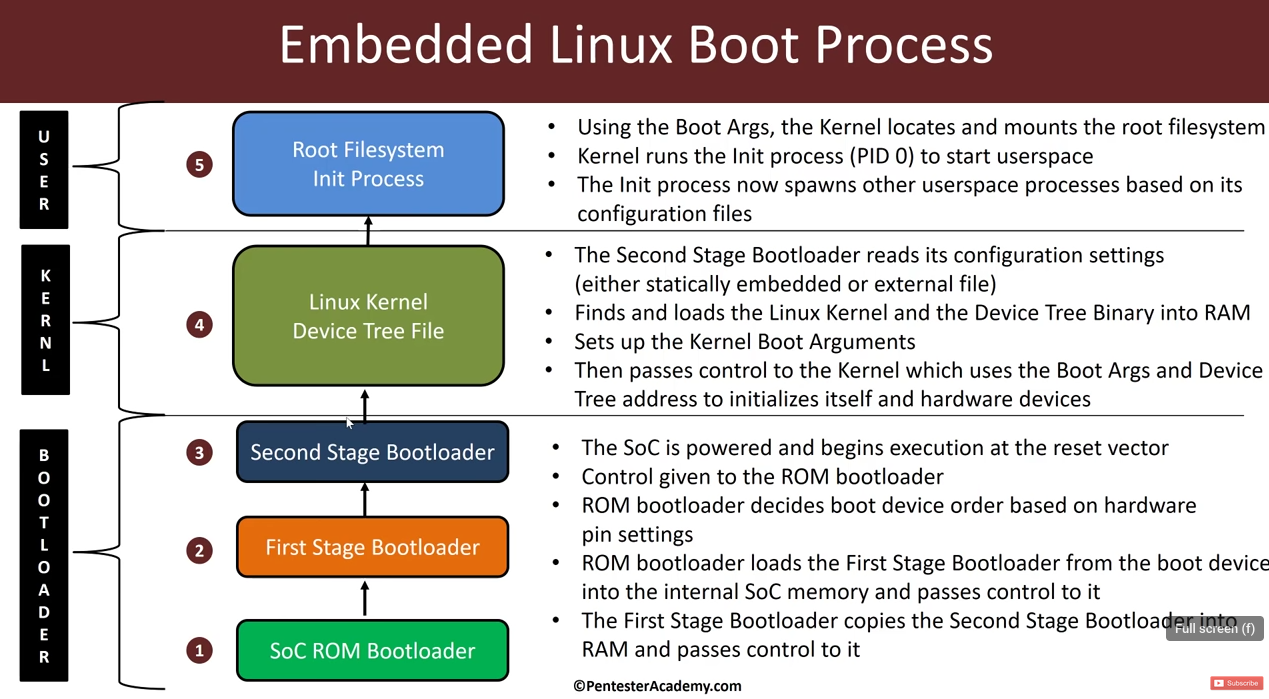 Embedded Linux Boot Process
USER
5
Root Filesystem
Init Process
• Using the Boot Args, the Kernel locates and mounts the root filesystem
• Kernel runs the Init process (PID 0) to start userspace
• The Init process now spawns other userspace processes based on its
configuration files
KERNL
4
Linux Kernel
Device Tree File
• The Second Stage Bootloader reads its configuration settings
(either statically embedded or external file)
• Finds and loads the Linux Kernel and the Device Tree Binary into RAM
• Sets up the Kernel Boot Arguments
• Then passes control to the Kernel which uses the Boot Args and Device
Tree address to initializes itself and hardware devices
BOOTLOADER
3
Second Stage Bootloader
2
First Stage Bootloader
1
SoC ROM Bootloader
• The SoC is powered and begins execution at the reset vector
• Control given to the ROM bootloader
• ROM bootloader decides boot device order based on hardware
pin settings
• ROM bootloader loads the First Stage Bootloader from the boot device
into the internal SoC memory and passes control to it
• The First Stage Bootloader copies the Second Stage Bootloader into
RAM and passes control to it
Full screen (f)
©PentesterAcademy.com
Subscribe